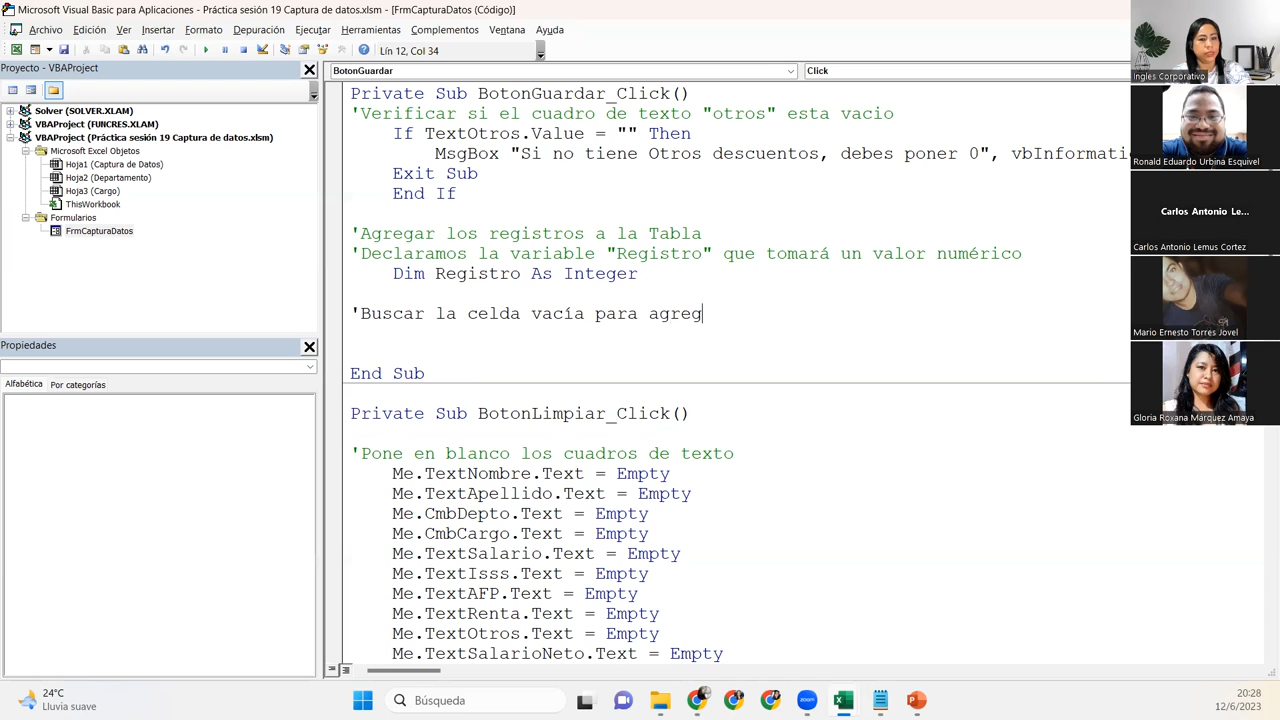 Microsoft Visual Basic para Aplicaciones - Práctica sesión 19 Captura de datos.xlsm - [FrmCapturaDatos (Código)]
Archivo Edición Ver Insertar Formato Depuración Ejecutar Herramientas Complementos Ventana Ayuda
Lín 12, Col 34
Proyecto - VBAProject
Solver (SOLVER.XLAM)
VBAProject (FUNCRES.XLAM)
VBAProject (Práctica sesión 19 Captura de datos.xlsm)
Microsoft Excel Objetos
Hoja1 (Captura de Datos)
Hoja2 (Departamento)
Hoja3 (Cargo)
ThisWorkbook
Formularios
FrmCapturaDatos
Propiedades
Alfabética Por categorías
BotonGuardar Click
Private Sub BotonGuardar_Click()
'Verificar si el cuadro de texto "otros" esta vacio
If TextOtros.Value = "" Then
MsgBox "Si no tiene Otros descuentos, debes poner 0", vbInformati
Exit Sub
End If
'Agregar los registros a la Tabla
'Declaramos la variable "Registro" que tomará un valor numérico
Dim Registro As Integer
'Buscar la celda vacía para agreg
End Sub
Private Sub BotonLimpiar_Click()
'Pone en blanco los cuadros de texto
Me.TextNombre.Text = Empty
Me.TextApellido.Text = Empty
Me.CmbDepto.Text = Empty
Me.CmbCargo.Text = Empty
Me.TextSalario.Text = Empty
Me.TextIsss.Text = Empty
Me.TextAFP.Text = Empty
Me.TextRenta.Text = Empty
Me.TextOtros.Text = Empty
Me.TextSalarioNeto.Text = Empty
Ingles Corporativo
Ronald Eduardo Urbina Esquivel
Carlos Antonio Le...
Carlos Antonio Lemus Cortez
Mario Ernesto Torres Jovel
Gloria Roxana Márquez Amaya
24°C
Lluvia suave
Búsqueda
zoom
20:28
12/6/2023